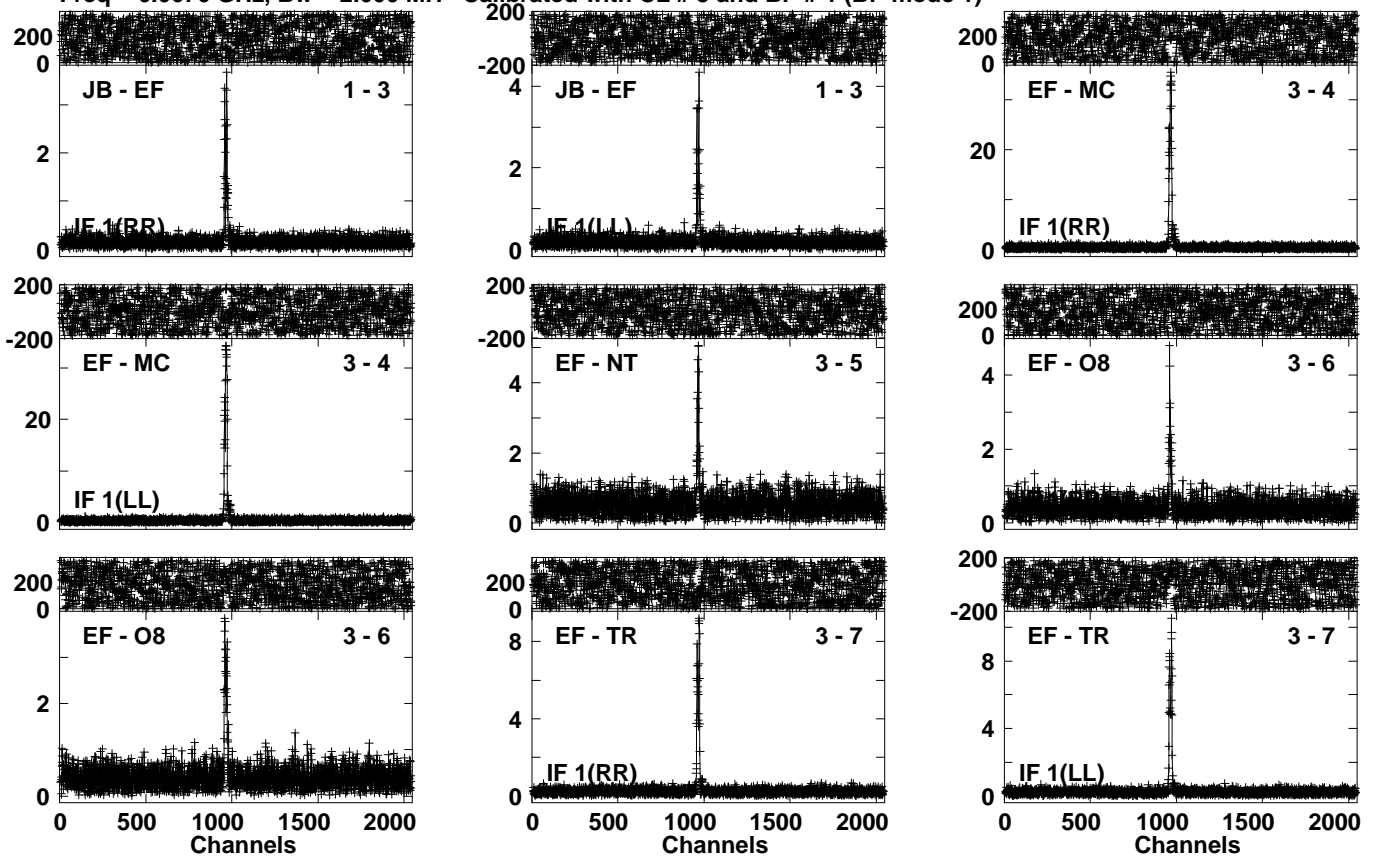 200
200
0
-200
200
0
JB - EF 1 - 3
JB - EF 1 - 3
EF - MC 3 - 4
2
0
IF 1(RR)
4
2
0
IF 1(LL)
20
0
IF 1(RR)
200
-200
200
-200
200
0
EF - MC 3 - 4
EF - NT 3 - 5
EF - O8 3 - 6
20
0
IF 1(LL)
4
2
0
4
2
0
200
0
200
0
200
-200
EF - O8 3 - 6
EF - TR 3 - 7
EF - TR 3 - 7
2
0
8
4
0
IF 1(RR)
8
4
0
IF 1(LL)
0 500 1000 1500 2000
0 500 1000 1500 2000
0 500 1000 1500 2000
Channels
Channels
Channels